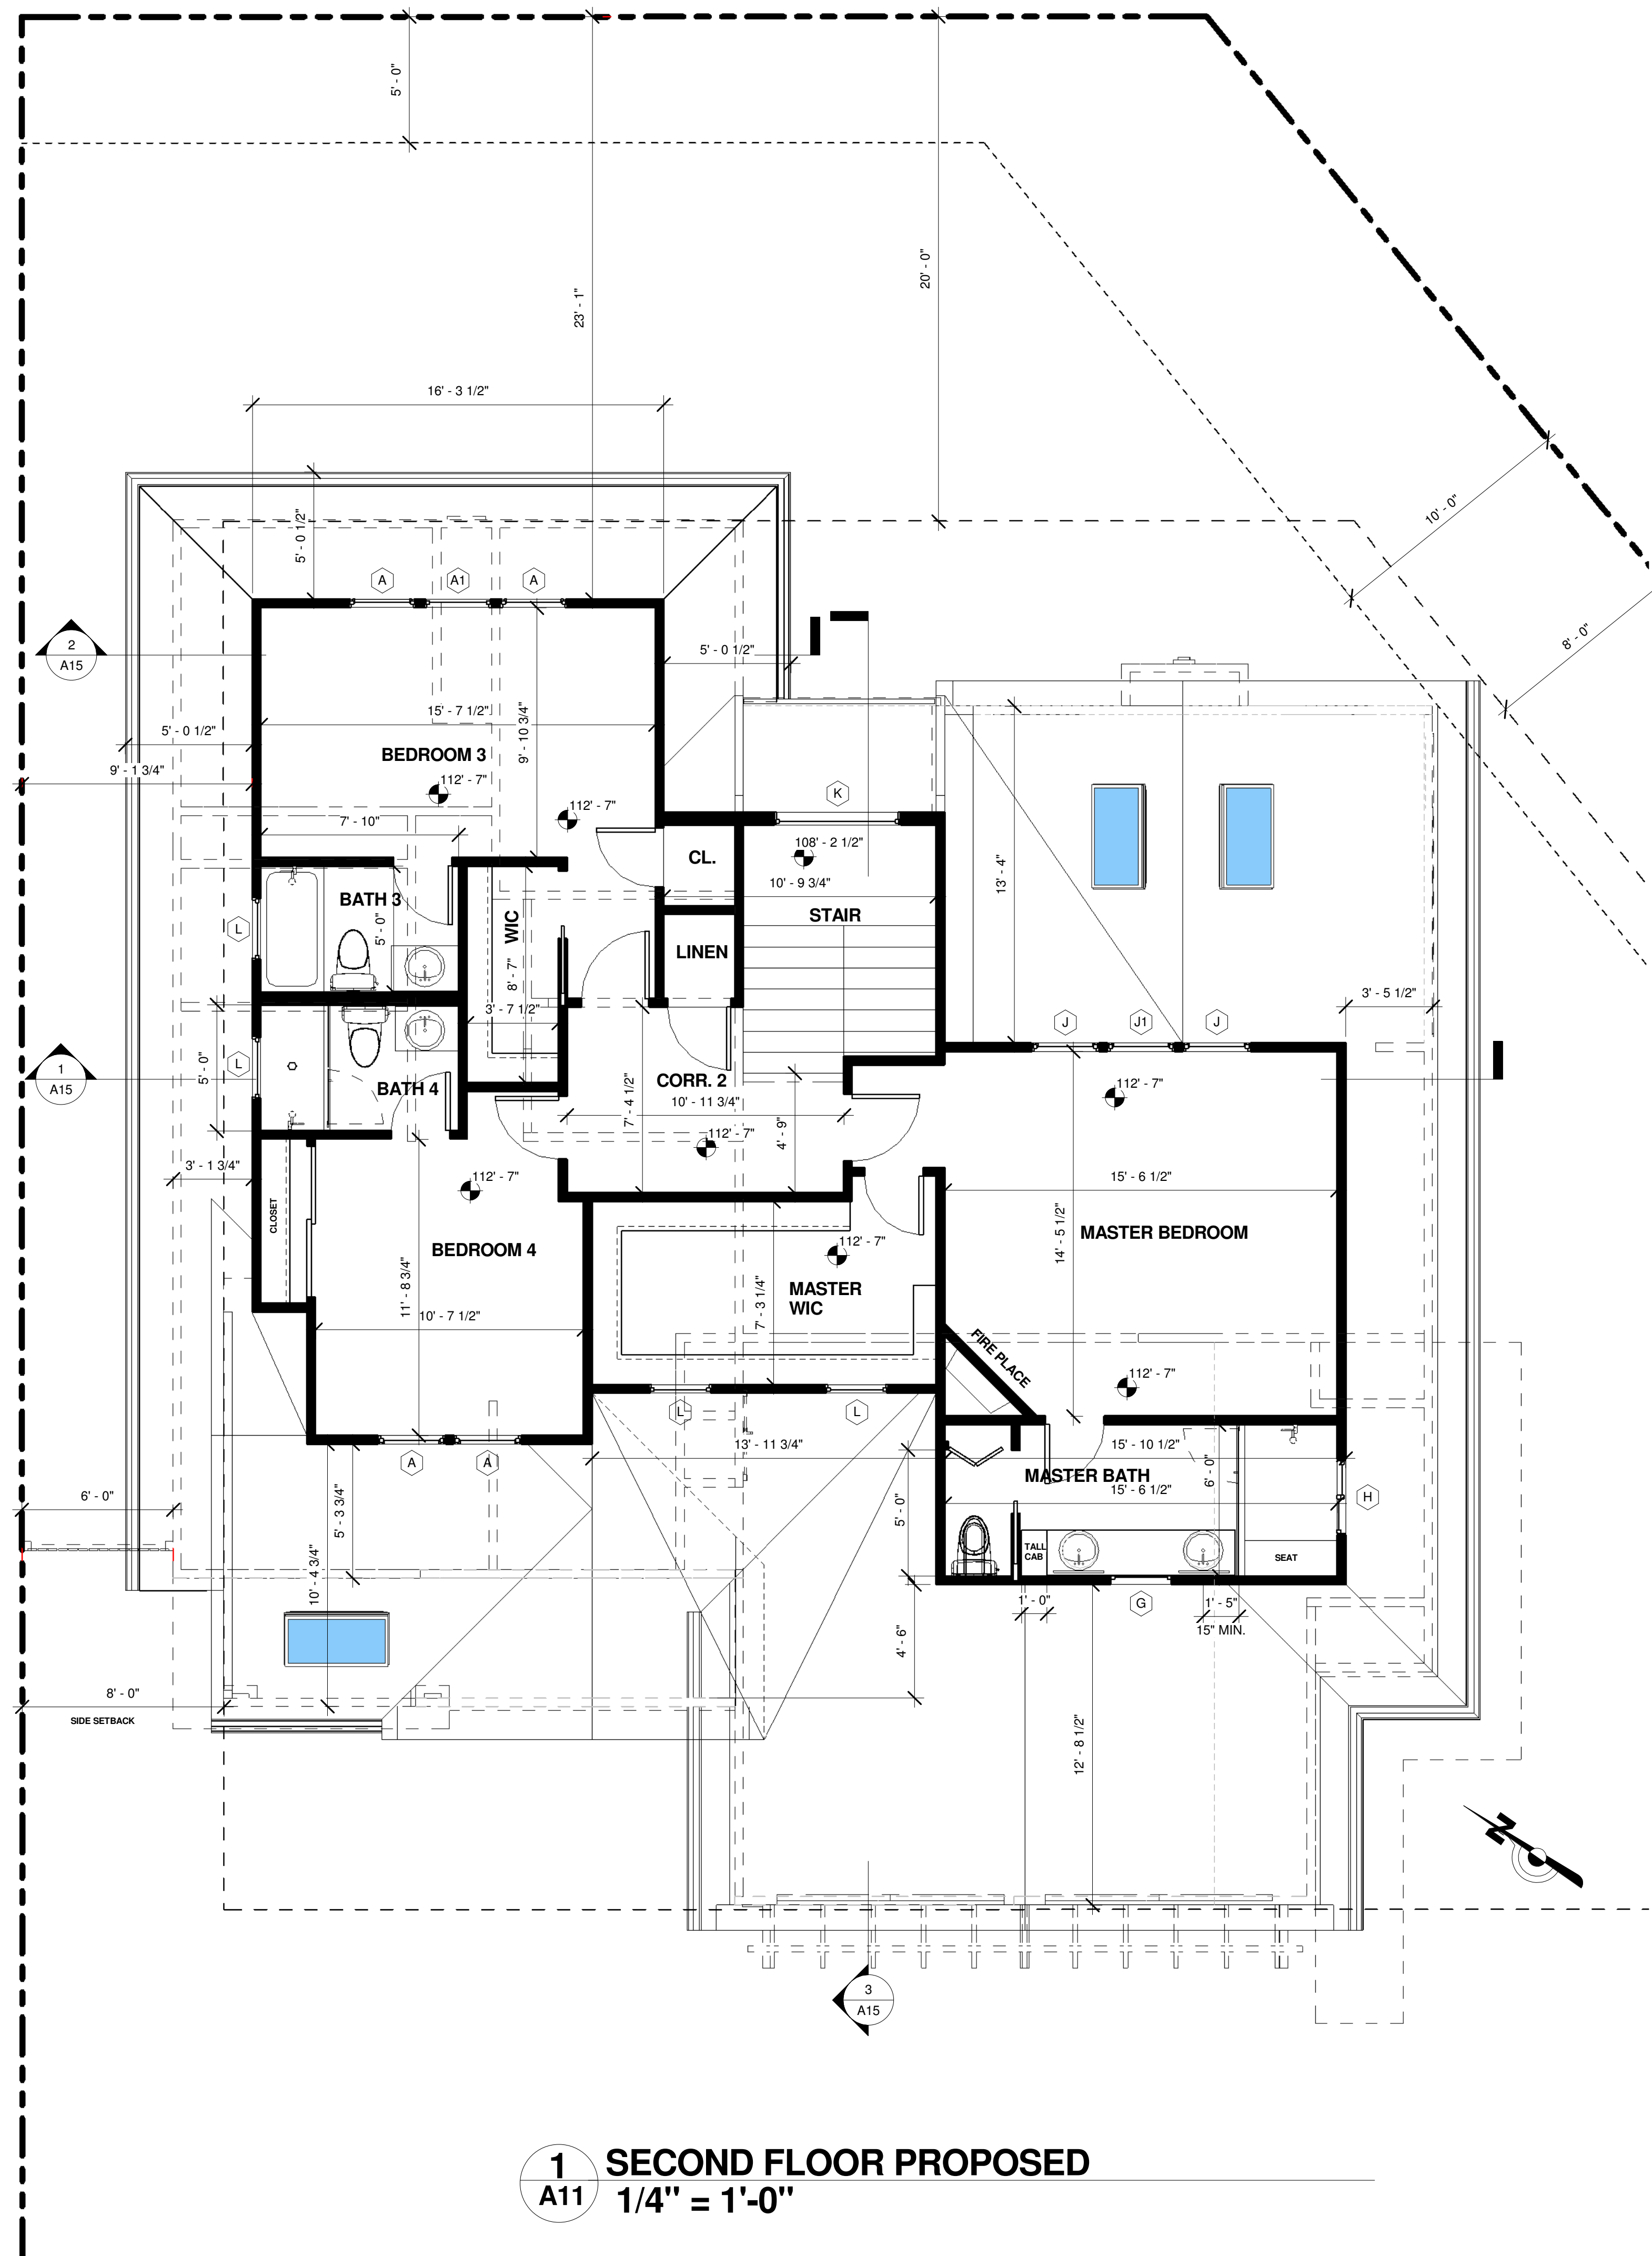 5' - 0"
23' - 1"
20' - 0"
16' - 3 1/2"
10' - 0"
8' - 0"
5' - 0 1/2"
A
A1
A
2
A15
5' - 0 1/2"
15' - 7 1/2"
9' - 10 3/4"
5' - 0 1/2"
BEDROOM 3
9' - 1 3/4"
112' - 7"
112' - 7"
7' - 10"
K
108' - 2 1/2"
CL.
10' - 9 3/4"
13' - 4"
BATH 3
5' - 0"
WIC
8' - 7"
STAIR
L
LINEN
3' - 7 1/2"
3' - 5 1/2"
J
J1
J
1
A15
L
5' - 0"
BATH 4
CORR. 2
7' - 4 1/2"
10' - 11 3/4"
4' - 9"
112' - 7"
112' - 7"
3' - 1 3/4"
112' - 7"
15' - 6 1/2"
CLOSET
14' - 5 1/2"
MASTER BEDROOM
BEDROOM 4
112' - 7"
11' - 8 3/4"
10' - 7 1/2"
7' - 3 1/4"
MASTER
WIC
FIRE PLACE
112' - 7"
L
L
A
A
13' - 11 3/4"
15' - 10 1/2"
MASTER BATH
6' - 0"
15' - 6 1/2"
H
6' - 0"
5' - 3 3/4"
5' - 0"
10' - 4 3/4"
TALL
CAB
SEAT
1' - 0"
G
1' - 5"
15" MIN.
4' - 6"
8' - 0"
SIDE SETBACK
12' - 8 1/2"
N
3
A15
1
A11
SECOND FLOOR PROPOSED
1/4" = 1'-0"